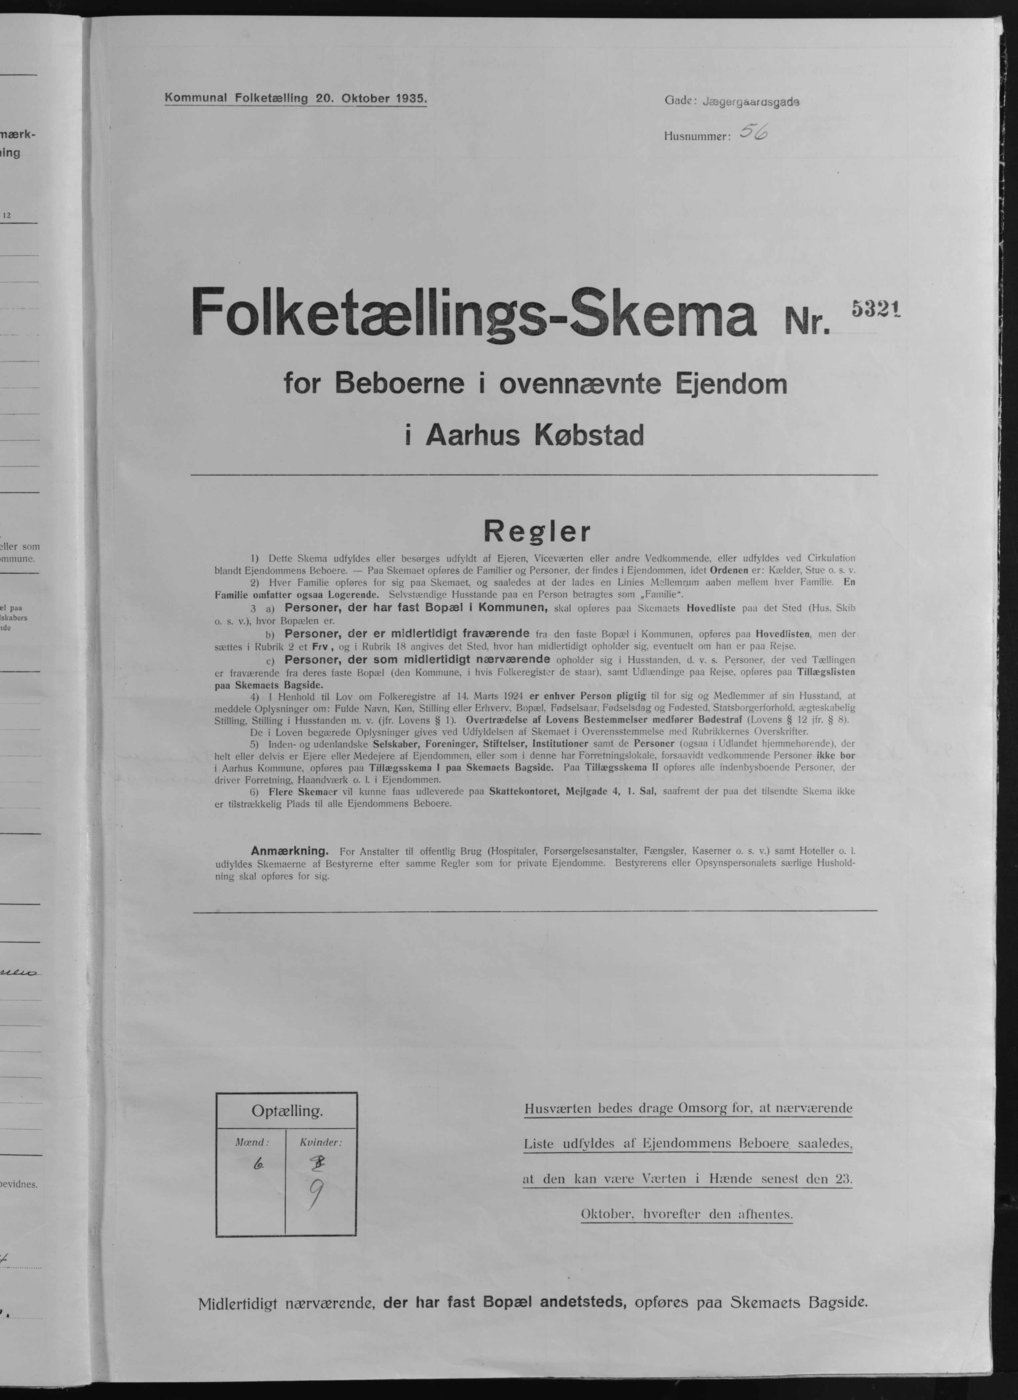 mærk-
ing
12
eller som
ommune.
el paa
lskabers
nde
bevidnes.
Kommunal Folketælling 20. Oktober 1935.
Gade: Jægergaardsgade
Husnummer: 56
Folketællings-Skema Nr. 5321
for Beboerne i ovennævnte Ejendom
i Aarhus Købstad
Regler
1) Dette Skema udfyldes eller besørges udfyldt af Ejeren, Viceværten eller andre Vedkommende, eller udfyldes ved Cirkulation
blandt Ejendommens Beboere. — Paa Skemaet opføres de Familier og Personer, der findes i Ejendommen, idet Ordenen er: Kælder, Stue o. s. v.
2) Hver Familie opføres for sig paa Skemaet, og saaledes at der lades en Linies Mellemrum aaben mellem hver Familie. En
Familie omfatter ogsaa Logerende. Selvstændige Husstande paa en Person betragtes som „Familie“.
3 a) Personer, der har fast Bopæl i Kommunen, skal opføres paa Skemaets Hovedliste paa det Sted (Hus, Skib
o. s. v.), hvor Bopælen er.
b) Personer, der er midlertidigt fraværende fra den faste Bopæl i Kommunen, opføres paa Hovedlisten, men der
sættes i Rubrik 2 et Frv., og i Rubrik 18 angives det Sted, hvor han midlertidigt opholder sig, eventuelt om han er paa Rejse.
c) Personer, der som midlertidigt nærværende opholder sig i Husstanden, d. v. s. Personer, der ved Tællingen
er fraværende fra deres faste Bopæl (den Kommune, i hvis Folkeregister de staar), samt Udlændinge paa Rejse, opføres paa Tillægslisten
paa Skemaets Bagside.
4) I Henhold til Lov om Folkeregistre af 14. Marts 1924 er enhver Person pligtig til for sig og Medlemmer af sin Husstand, at
meddele Oplysninger om: Fulde Navn, Køn, Stilling eller Erhverv, Bopæl, Fødselsaar, Fødselsdag og Fødested, Statsborgerforhold, ægteskabelig
Stilling, Stilling i Husstanden m. v. (jfr. Lovens § 1). Overtrædelse af Lovens Bestemmelser medfører Bødestraf (Lovens § 12 jfr. § 8).
De i Loven begærede Oplysninger gives ved Udfyldelsen af Skemaet i Overensstemmelse med Rubrikkernes Overskrifter.
5) Inden- og udenlandske Selskaber, Foreninger, Stiftelser, Institutioner samt de Personer (ogsaa i Udlandet hjemmehørende), der
helt eller delvis er Ejere eller Medejere af Ejendommen, eller som i denne har Forretningslokale, forsaavidt vedkommende Personer ikke bor
i Aarhus Kommune, opføres paa Tillægsskema I paa Skemaets Bagside. Paa Tillægsskema II opføres alle indenbysboende Personer, der
driver Forretning, Haandværk o. l. i Ejendommen.
6) Flere Skemaer vil kunne faas udleverede paa Skattekontoret, Mejlgade 4, 1. Sal, saafremt der paa det tilsendte Skema ikke
er tilstrækkelig Plads til alle Ejendommens Beboere.
Anmærkning. For Anstalter til offentlig Brug (Hospitaler, Forsørgelsesanstalter, Fængsler, Kaserner o. s. v.) samt Hoteller o. l.
udfyldes Skemaerne af Bestyrerne efter samme Regler som for private Ejendomme. Bestyrerens eller Opsynspersonalets særlige Hushold-
ning skal opføres for sig.
Optælling.
Mænd: Kvinder:
6 8
9
Husværten bedes drage Omsorg for, at nærværende
Liste udfyldes af Ejendommens Beboere saaledes,
at den kan være Værten i Hænde senest den 23.
Oktober, hvorefter den afhentes.
Midlertidigt nærværende, der har fast Bopæl andetsteds, opføres paa Skemaets Bagside.